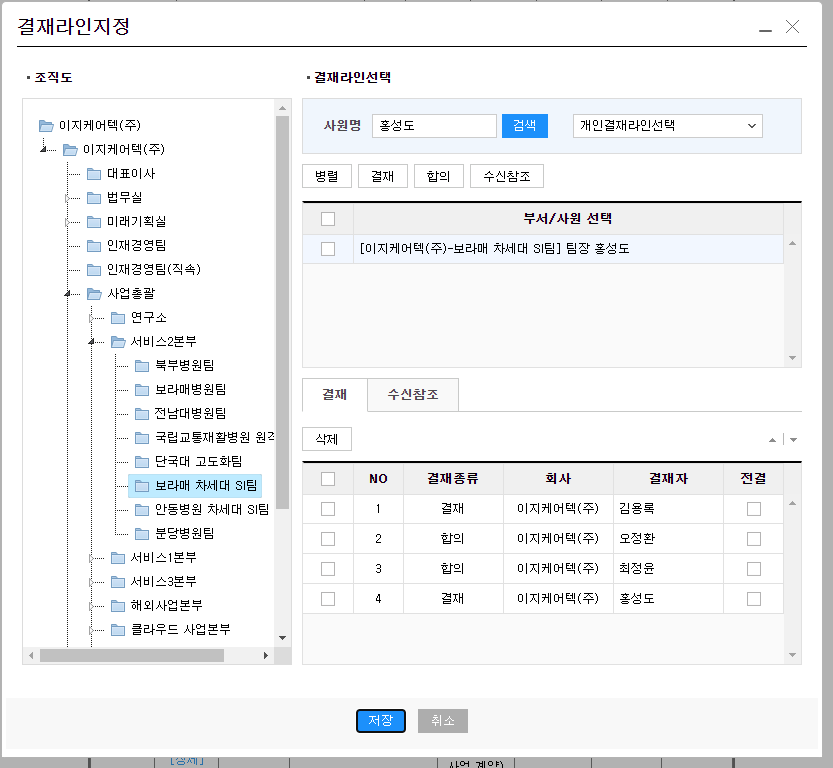 결재라인지정
조직도
이지케어텍(주)
이지케어텍(주)
대표이사
법무실
미래기획실
인재경영팀
인재경영팀(직속)
사업총괄
연구소
서비스2본부
북부병원팀
보라매병원팀
전남대병원팀
국립교통재활병원 원격
단국대 고도화팀
보라매 차세대 SI팀
안동병원 차세대 SI팀
분당병원팀
서비스1본부
서비스3본부
해외사업본부
클라우드 사업본부
결재라인선택
사원명 홍성도 검색 개인결재라인선택
병렬 결재 합의 수신참조
부서/사원 선택
[이지케어텍(주)-보라매 차세대 SI팀] 팀장 홍성도
결재 수신참조
삭제
NO 결재종류 회사 결재자 전결
1 결재 이지케어텍(주) 김용록
2 합의 이지케어텍(주) 오정환
3 합의 이지케어텍(주) 최정윤
4 결재 이지케어텍(주) 홍성도
저장 취소
[상세] 사업 계약)